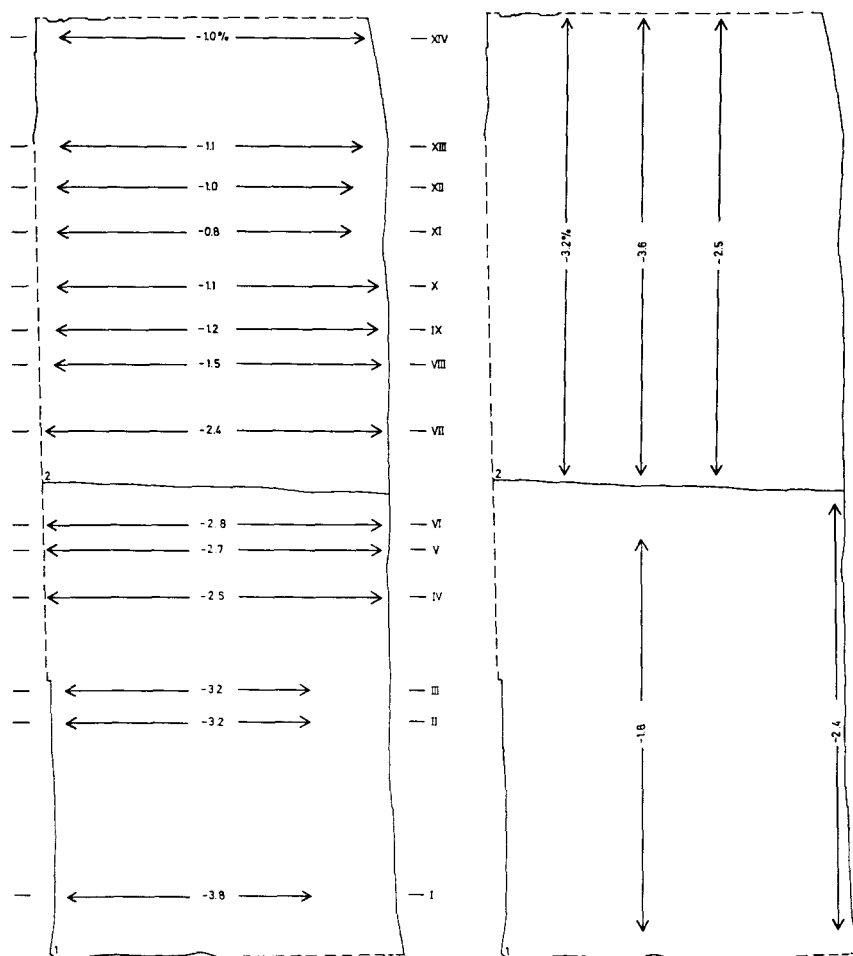 -1.0% XIV
-1.1 XIII
-1.0 XII
-0.8 XI
-1.1 X
-1.2 IX
-1.5 VIII
-2.4 VII
2
-2.8 VI
-2.7 V
-2.5 IV
-3.2 III
-3.2 II
-3.8 I
1
-3.2% -3.6 -2.5
2
-1.8 -2.4
1